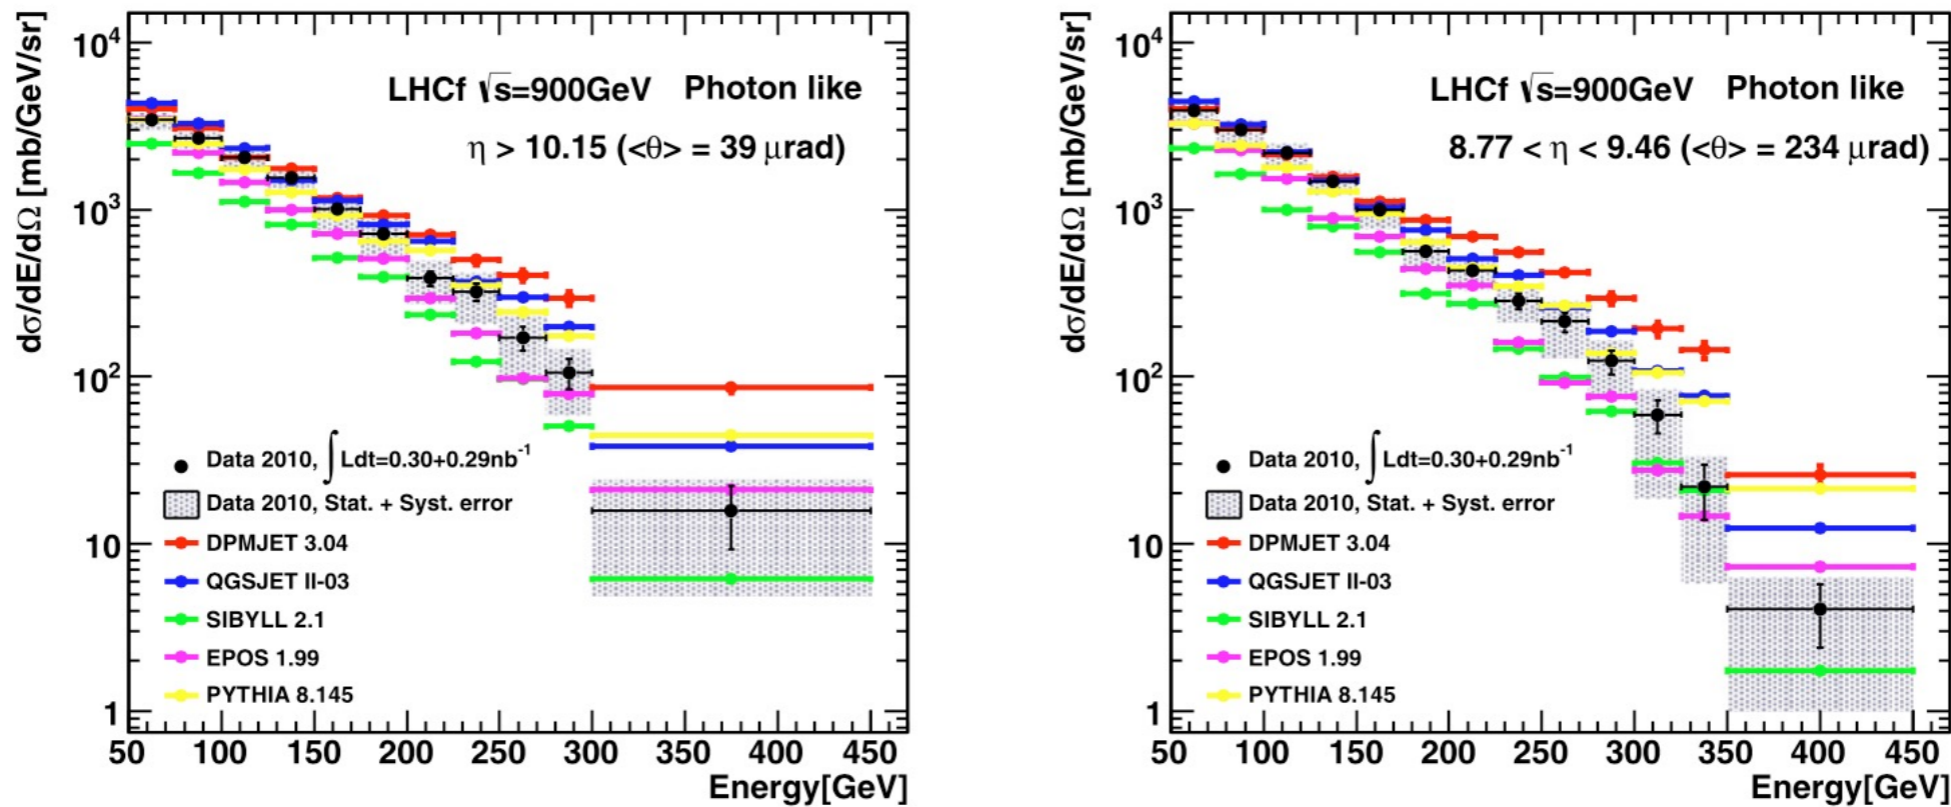 dσ/dE/dΩ [mb/GeV/sr]
10⁴
10³
10²
10
1
LHCf √s=900GeV Photon like
η > 10.15 (<θ> = 39 μrad)
Data 2010, ∫Ldt=0.30+0.29nb⁻¹
Data 2010, Stat. + Syst. error
DPMJET 3.04
QGSJET II-03
SIBYLL 2.1
EPOS 1.99
PYTHIA 8.145
50 100 150 200 250 300 350 400 450
Energy[GeV]
dσ/dE/dΩ [mb/GeV/sr]
10⁴
10³
10²
10
1
LHCf √s=900GeV Photon like
8.77 < η < 9.46 (<θ> = 234 μrad)
Data 2010, ∫Ldt=0.30+0.29nb⁻¹
Data 2010, Stat. + Syst. error
DPMJET 3.04
QGSJET II-03
SIBYLL 2.1
EPOS 1.99
PYTHIA 8.145
50 100 150 200 250 300 350 400 450
Energy[GeV]